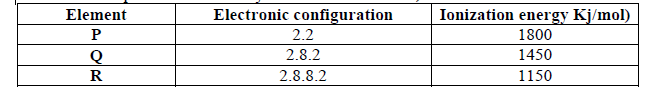 Element Electronic configuration Ionization energy Kj/mol)
P 2.2 1800
Q 2.8.2 1450
R 2.8.8.2 1150